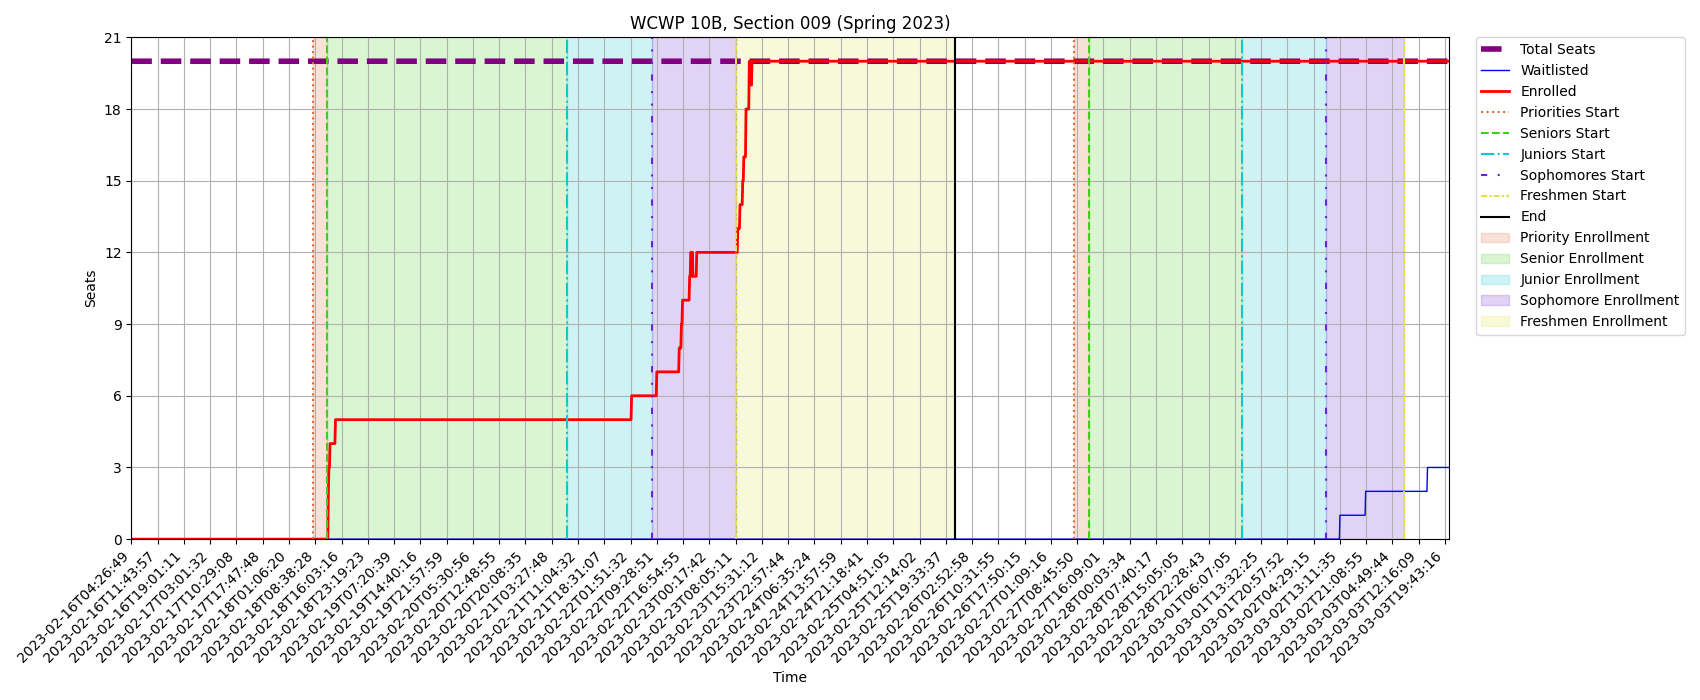 WCWP 10B, Section 009 (Spring 2023)
21
18
15
12
9
6
3
0
Seats
2023-02-16T04:26:49
2023-02-16T11:43:57
2023-02-16T19:01:11
2023-02-17T03:01:32
2023-02-17T10:29:08
2023-02-17T17:47:48
2023-02-18T01:06:20
2023-02-18T08:38:28
2023-02-18T16:03:16
2023-02-18T23:19:23
2023-02-19T07:20:39
2023-02-19T14:40:16
2023-02-19T21:57:59
2023-02-20T05:30:56
2023-02-20T12:48:55
2023-02-20T20:08:35
2023-02-21T03:27:48
2023-02-21T11:04:32
2023-02-21T18:31:07
2023-02-22T01:51:32
2023-02-22T09:28:51
2023-02-22T16:54:55
2023-02-23T00:17:42
2023-02-23T08:05:11
2023-02-23T15:31:12
2023-02-23T22:57:44
2023-02-24T06:35:24
2023-02-24T13:57:59
2023-02-24T21:18:41
2023-02-25T04:51:05
2023-02-25T12:14:02
2023-02-25T19:33:37
2023-02-26T02:52:58
2023-02-26T10:31:55
2023-02-26T17:50:15
2023-02-27T01:09:16
2023-02-27T08:45:50
2023-02-27T16:09:01
2023-02-28T00:03:34
2023-02-28T07:40:17
2023-02-28T15:05:05
2023-02-28T22:28:43
2023-03-01T06:07:05
2023-03-01T13:32:25
2023-03-01T20:57:52
2023-03-02T04:29:15
2023-03-02T13:11:35
2023-03-02T21:08:55
2023-03-03T04:49:44
2023-03-03T12:16:09
2023-03-03T19:43:16
Time
Total Seats
Waitlisted
Enrolled
Priorities Start
Seniors Start
Juniors Start
Sophomores Start
Freshmen Start
End
Priority Enrollment
Senior Enrollment
Junior Enrollment
Sophomore Enrollment
Freshmen Enrollment